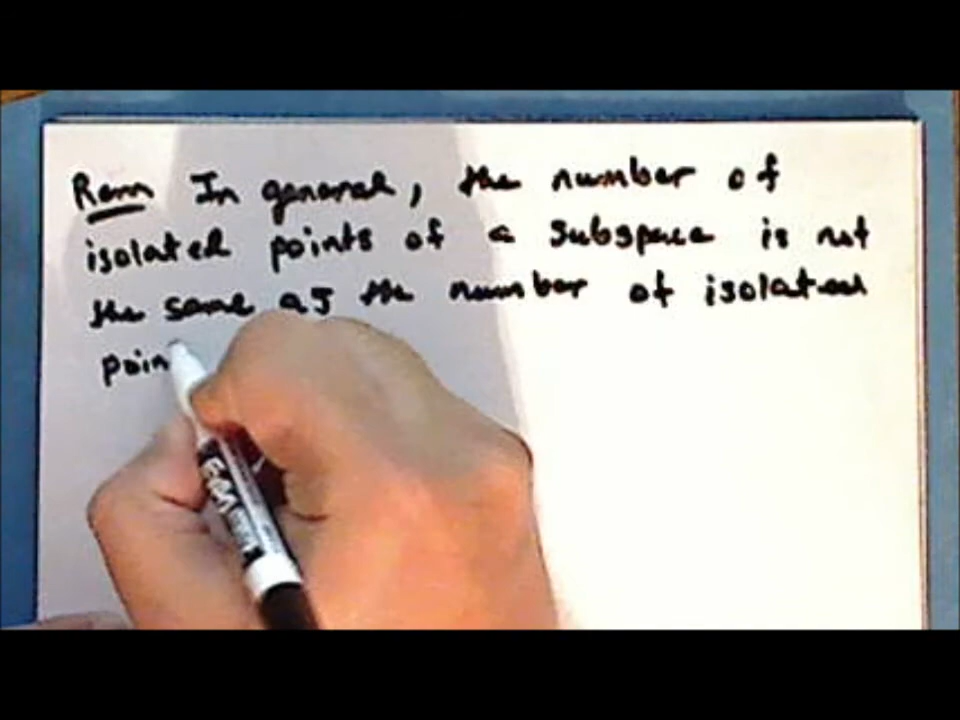 Rem In general, the number of
isolated points of a subspace is not
the same as the number of isolated
poin
EXPO